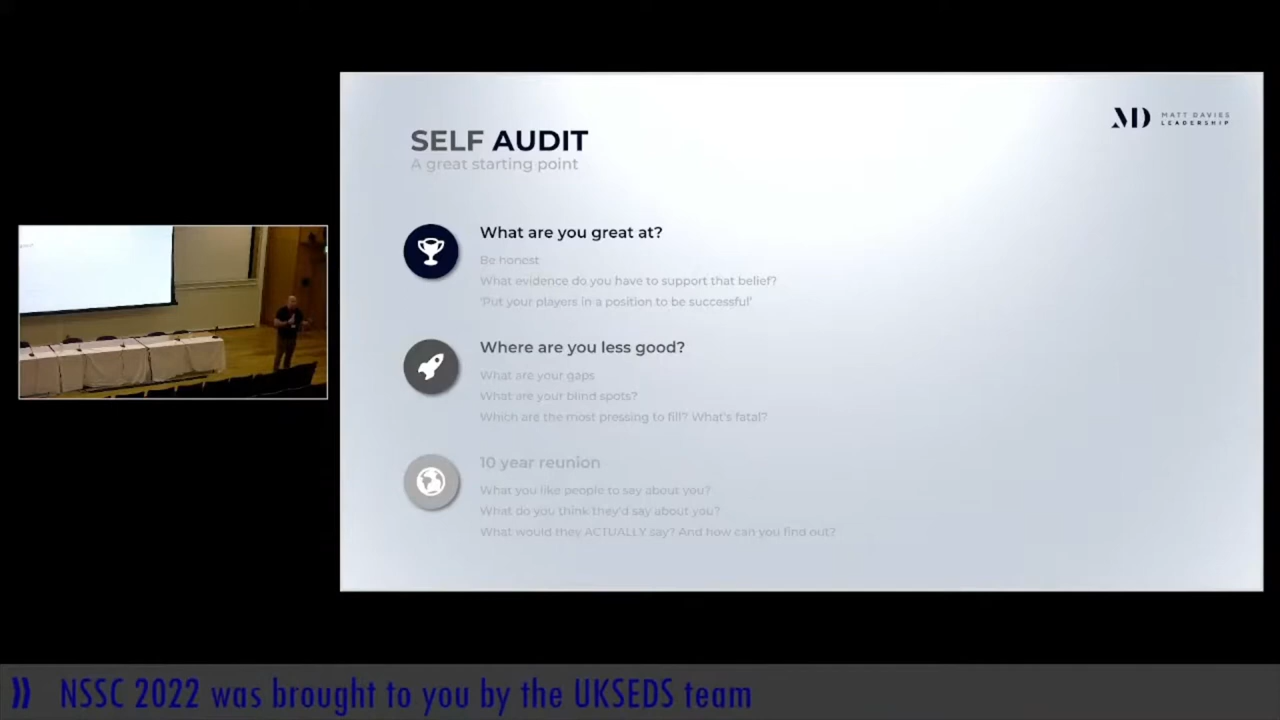 SELF AUDIT
A great starting point
MD MATT DAVIES
LEADERSHIP
What are you great at?
Be honest
What evidence do you have to support that belief?
'Put your players in a position to be successful'
Where are you less good?
What are your gaps
What are your blind spots?
Which are the most pressing to fill? What's fatal?
10 year reunion
What you like people to say about you?
What do you think they'd say about you?
What would they ACTUALLY say? And how can you find out?
NSSC 2022 was brought to you by the UKSEDS team